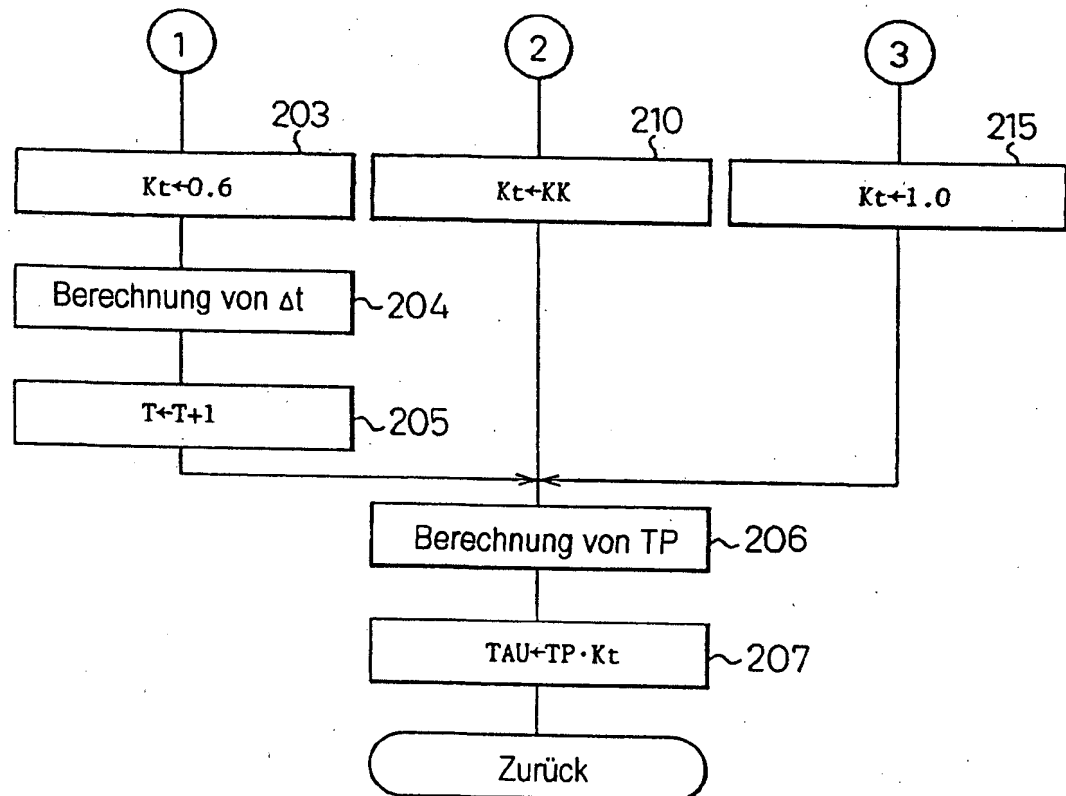 1
2
3
203
210
215
Kt←0.6
Kt←KK
Kt←1.0
Berechnung von Δt
204
T←T+1
205
Berechnung von TP
206
TAU←TP·Kt
207
Zurück